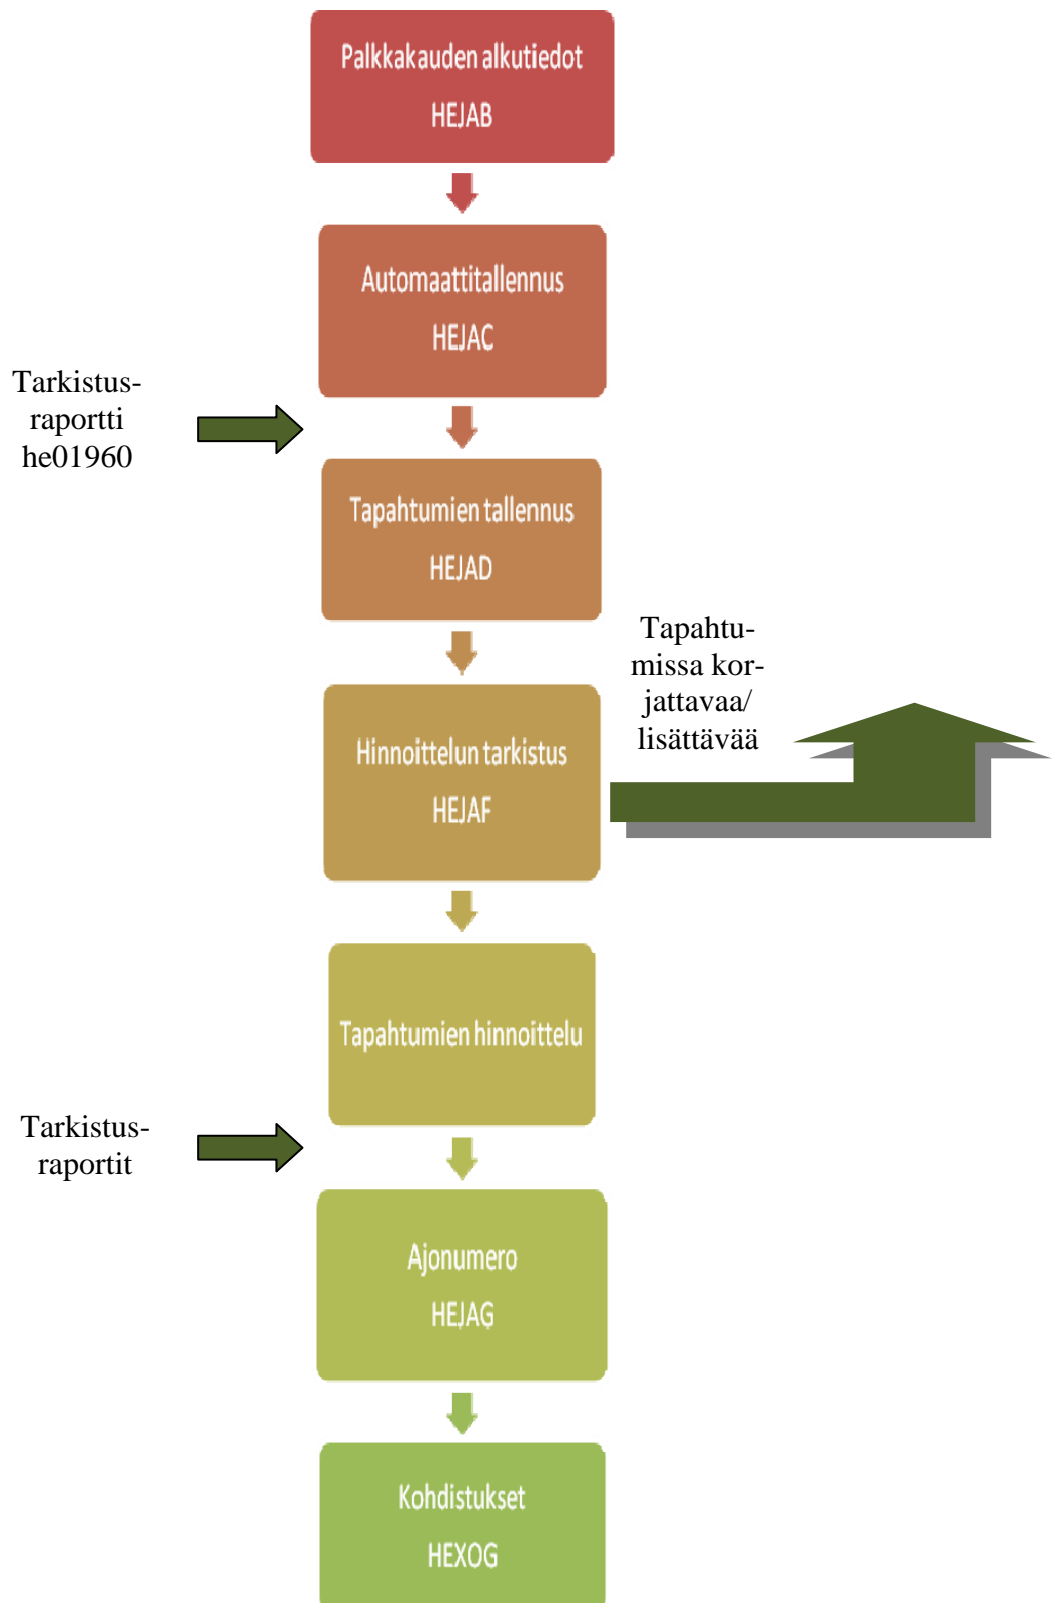 Palkkakauden alkutiedot
HEJAB
Automaattitallennus
HEJAC
Tarkistus-
raportti
he01960
Tapahtumien tallennus
HEJAD
Tapahtu-
missa kor-
jattavaa/
lisättävää
Hinnoittelun tarkistus
HEJAF
Tapahtumien hinnoittelu
Tarkistus-
raportit
Ajonumero
HEJAG
Kohdistukset
HEXOG